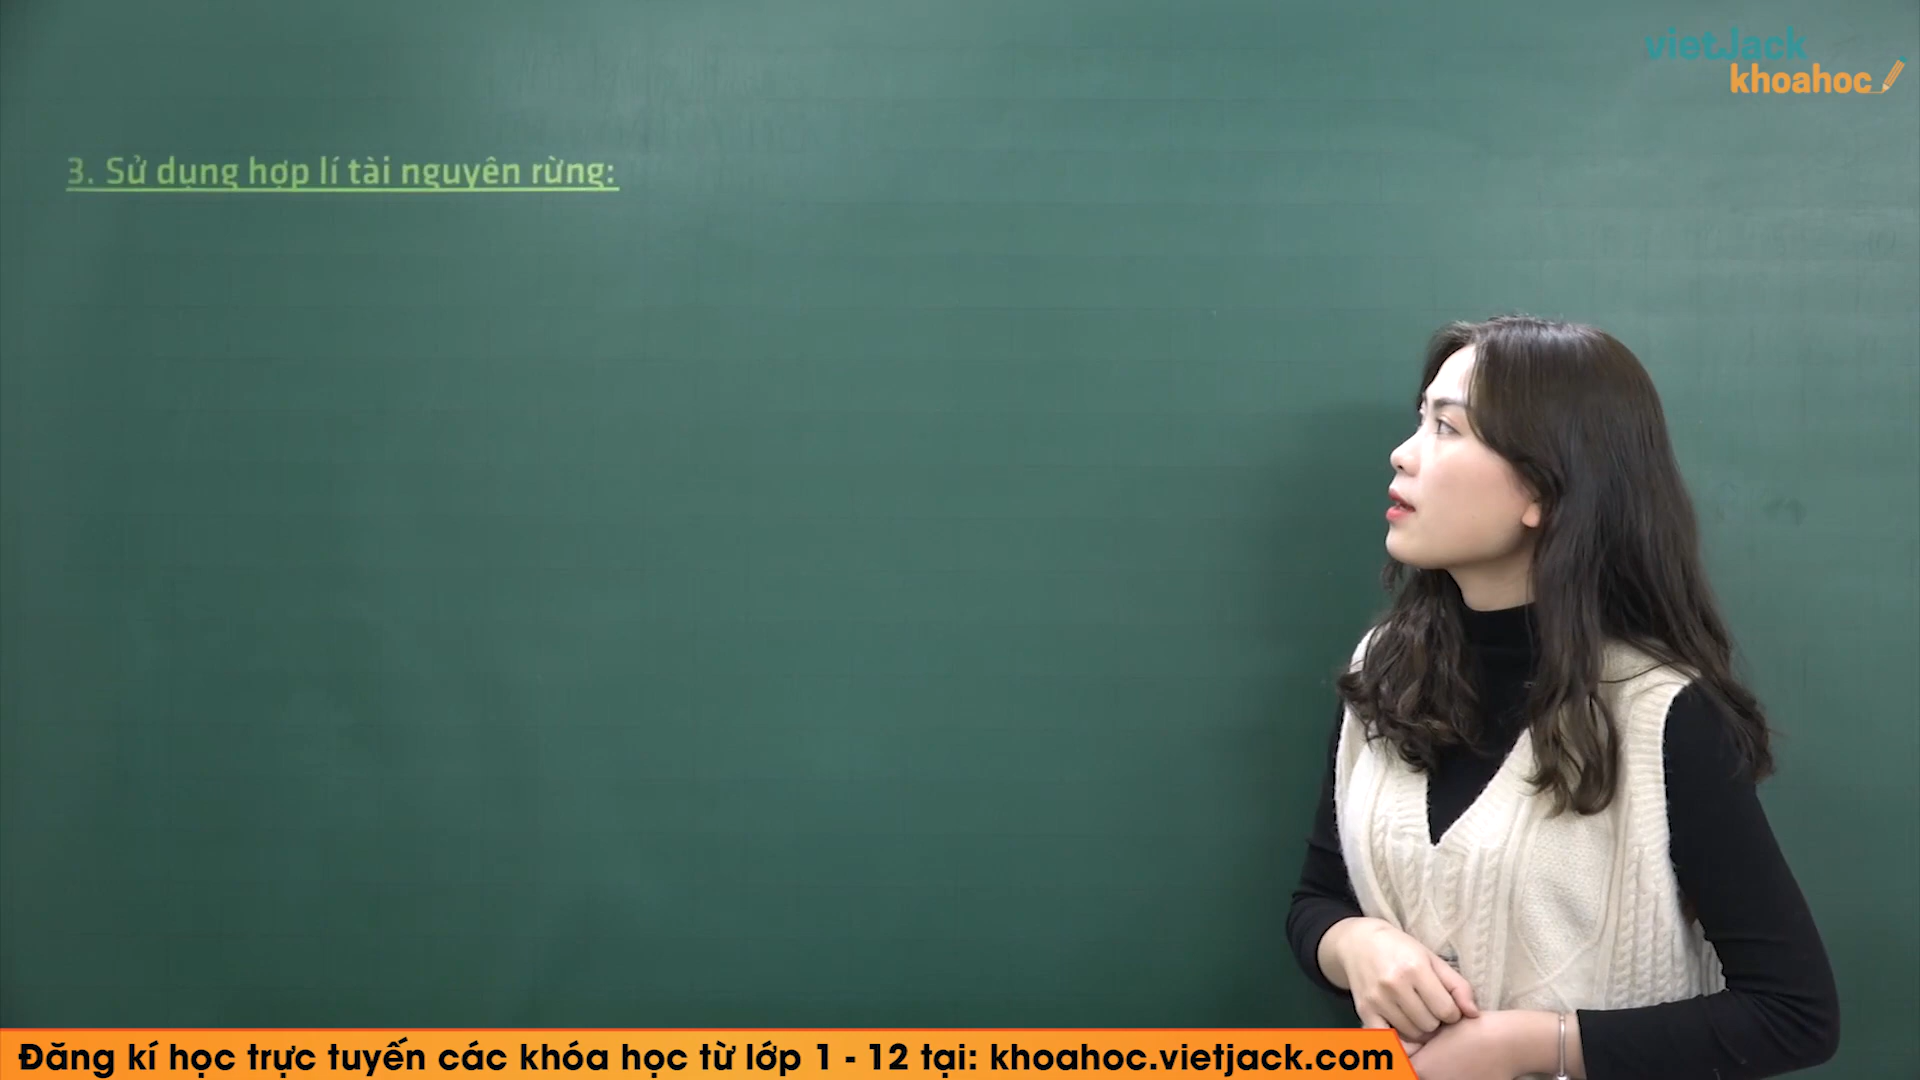 vietJack
khoahoc
3. Sử dụng hợp lí tài nguyên rừng:
Đăng kí học trực tuyến các khóa học từ lớp 1 - 12 tại: khoahoc.vietjack.com